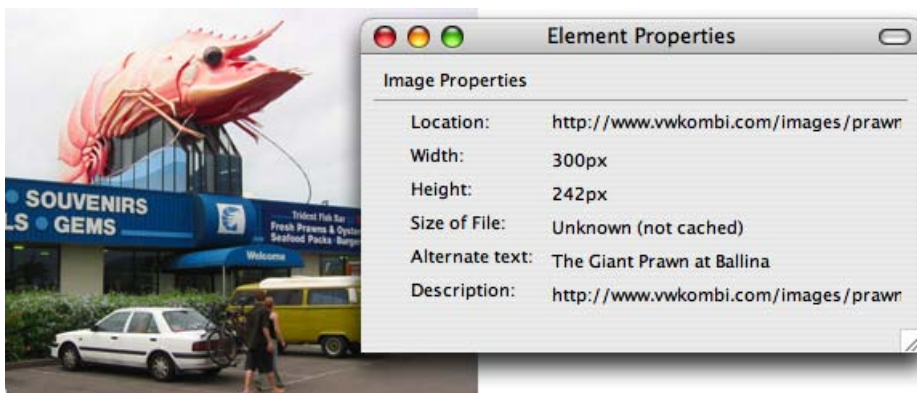 SOUVENIRS
LS GEMS
Trident Fish Bar
Fresh Prawns & Oyster
Seafood Packs Burge
Welcome
Element Properties
Image Properties
Location: http://www.vwkombi.com/images/prawn
Width: 300px
Height: 242px
Size of File: Unknown (not cached)
Alternate text: The Giant Prawn at Ballina
Description: http://www.vwkombi.com/images/prawn